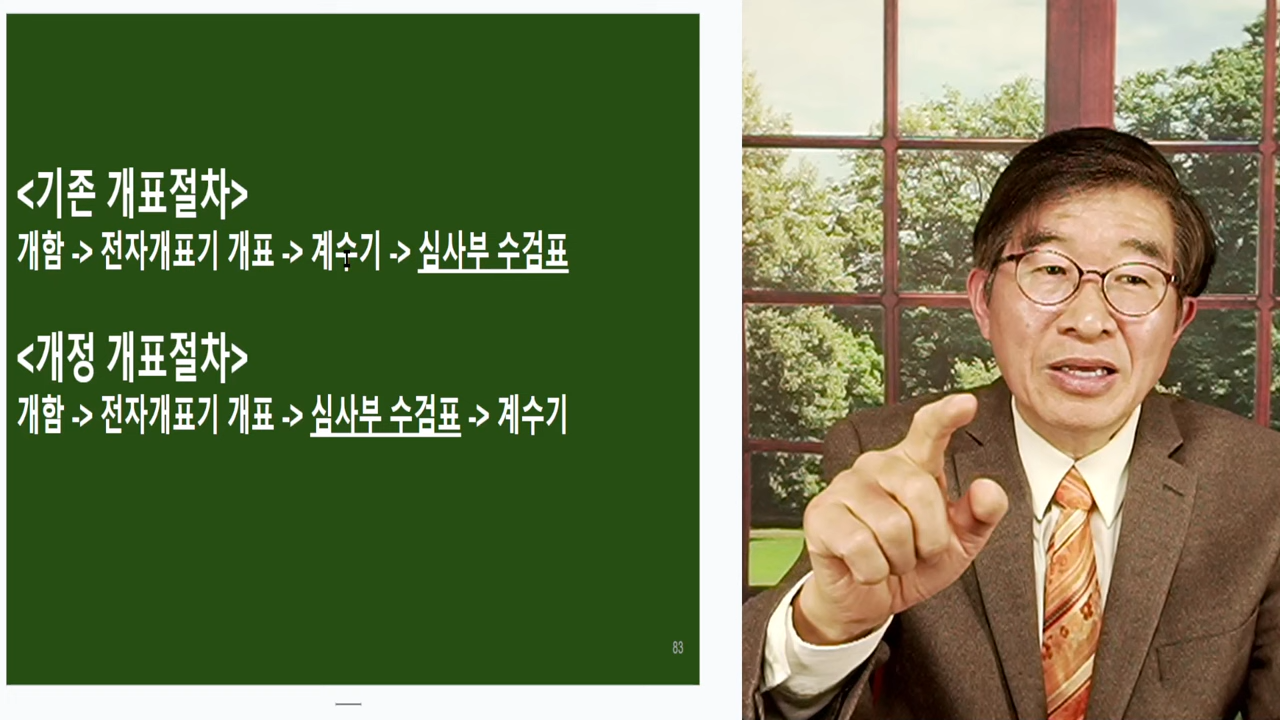 <기존 개표절차>
개함 -> 전자개표기 개표 -> 계수기 -> 심사부 수검표
<개정 개표절차>
개함 -> 전자개표기 개표 -> 심사부 수검표 -> 계수기
83